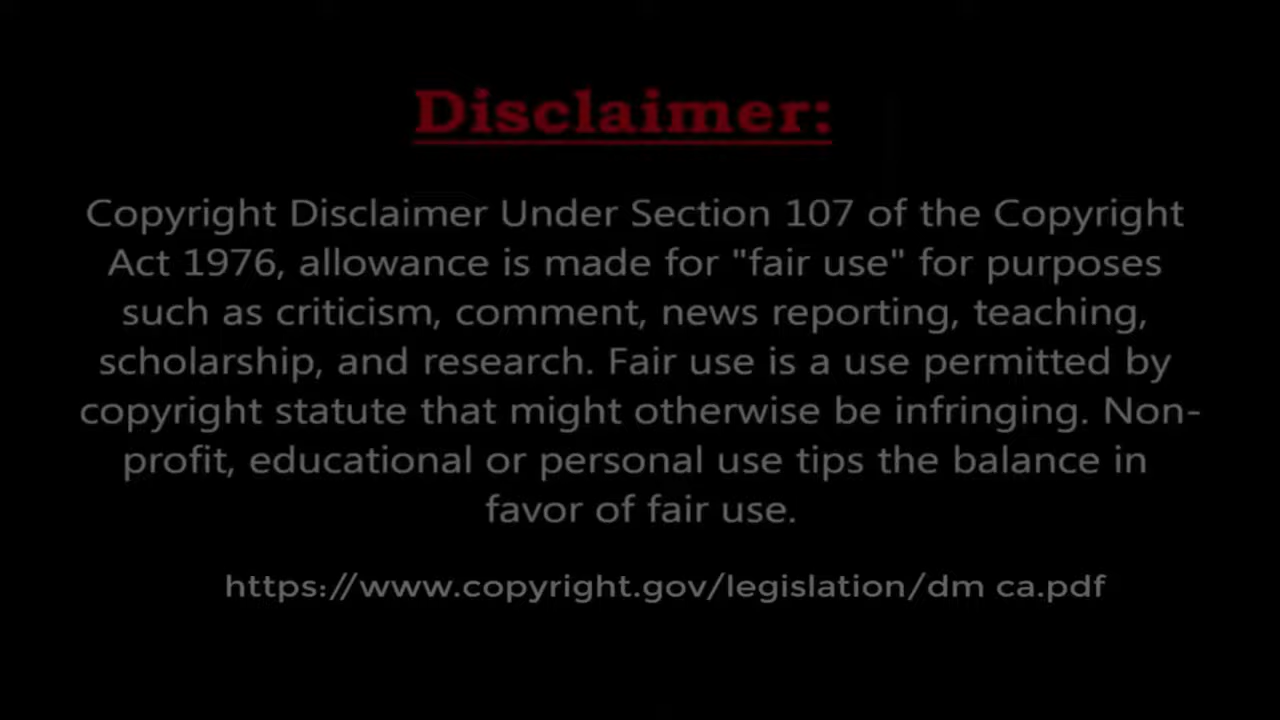 Disclaimer:
Copyright Disclaimer Under Section 107 of the Copyright
Act 1976, allowance is made for "fair use" for purposes
such as criticism, comment, news reporting, teaching,
scholarship, and research. Fair use is a use permitted by
copyright statute that might otherwise be infringing. Non-
profit, educational or personal use tips the balance in
favor of fair use.
https://www.copyright.gov/legislation/dm ca.pdf